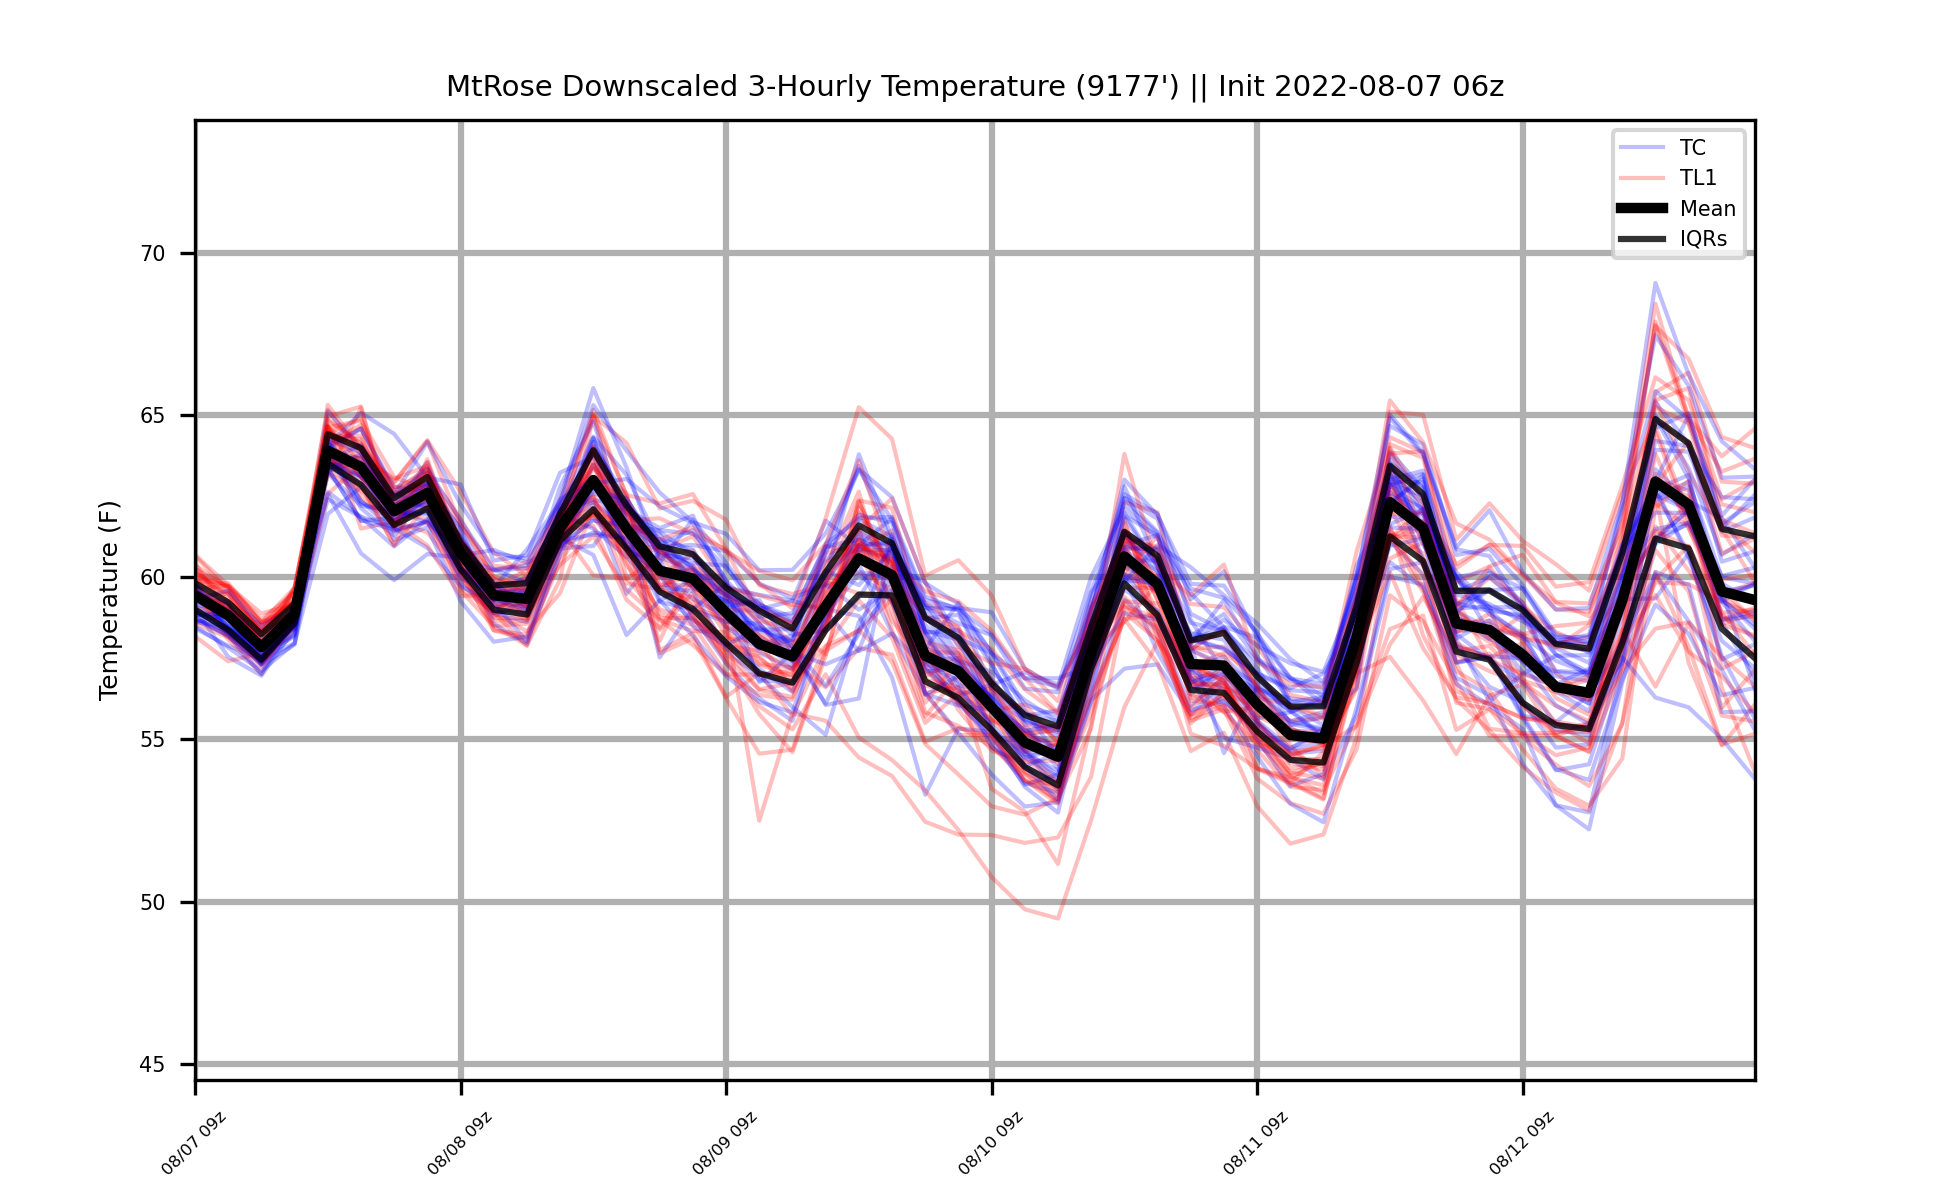 MtRose Downscaled 3-Hourly Temperature (9177') || Init 2022-08-07 06z
TC
TL1
Mean
IQRs
Temperature (F)
70
65
60
55
50
45
08/07 09z
08/08 09z
08/09 09z
08/10 09z
08/11 09z
08/12 09z